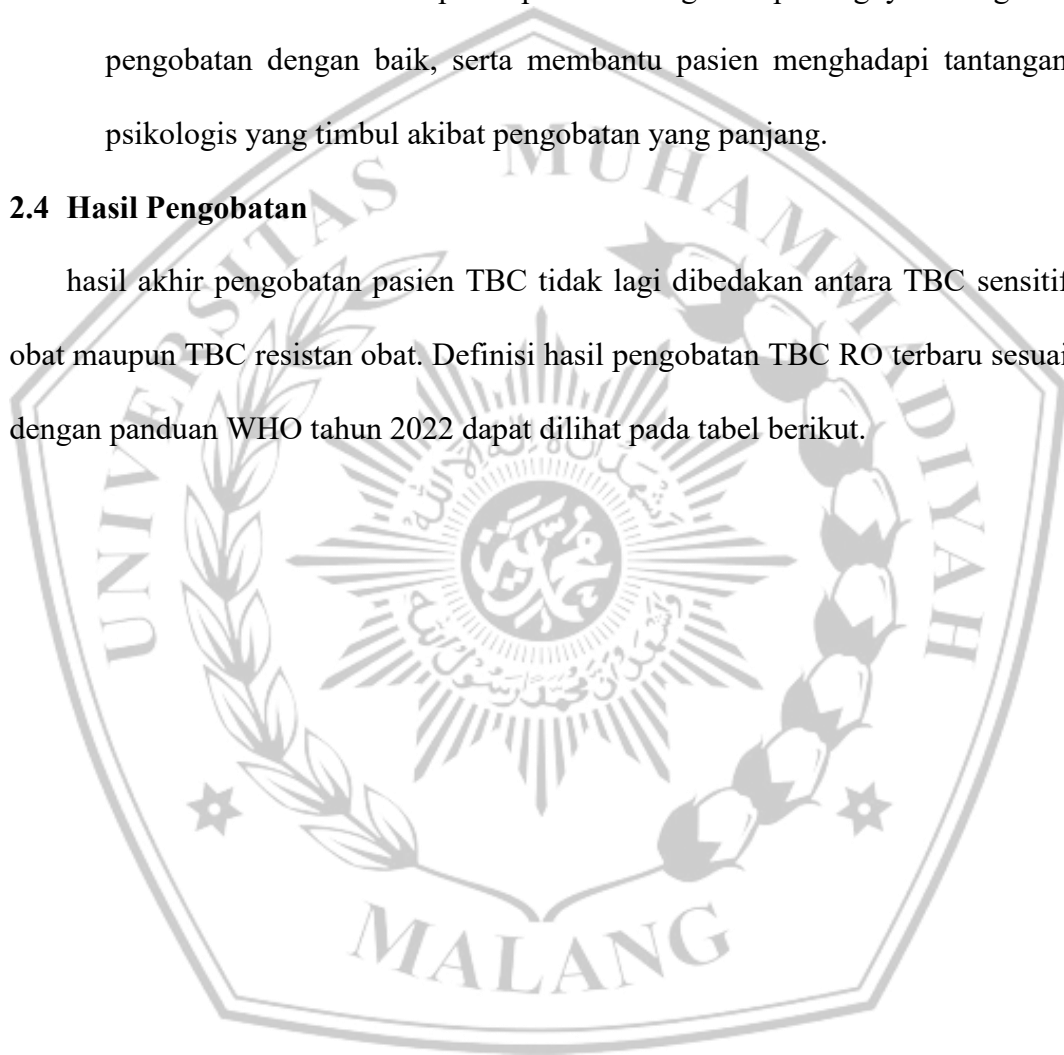 pengobatan dengan baik, serta membantu pasien menghadapi tantangan
psikologis yang timbul akibat pengobatan yang panjang.
2.4 Hasil Pengobatan
hasil akhir pengobatan pasien TBC tidak lagi dibedakan antara TBC sensitif
obat maupun TBC resistan obat. Definisi hasil pengobatan TBC RO terbaru sesuai
dengan panduan WHO tahun 2022 dapat dilihat pada tabel berikut.
UNIVERSITAS MUHAMMADIYAH
MALANG